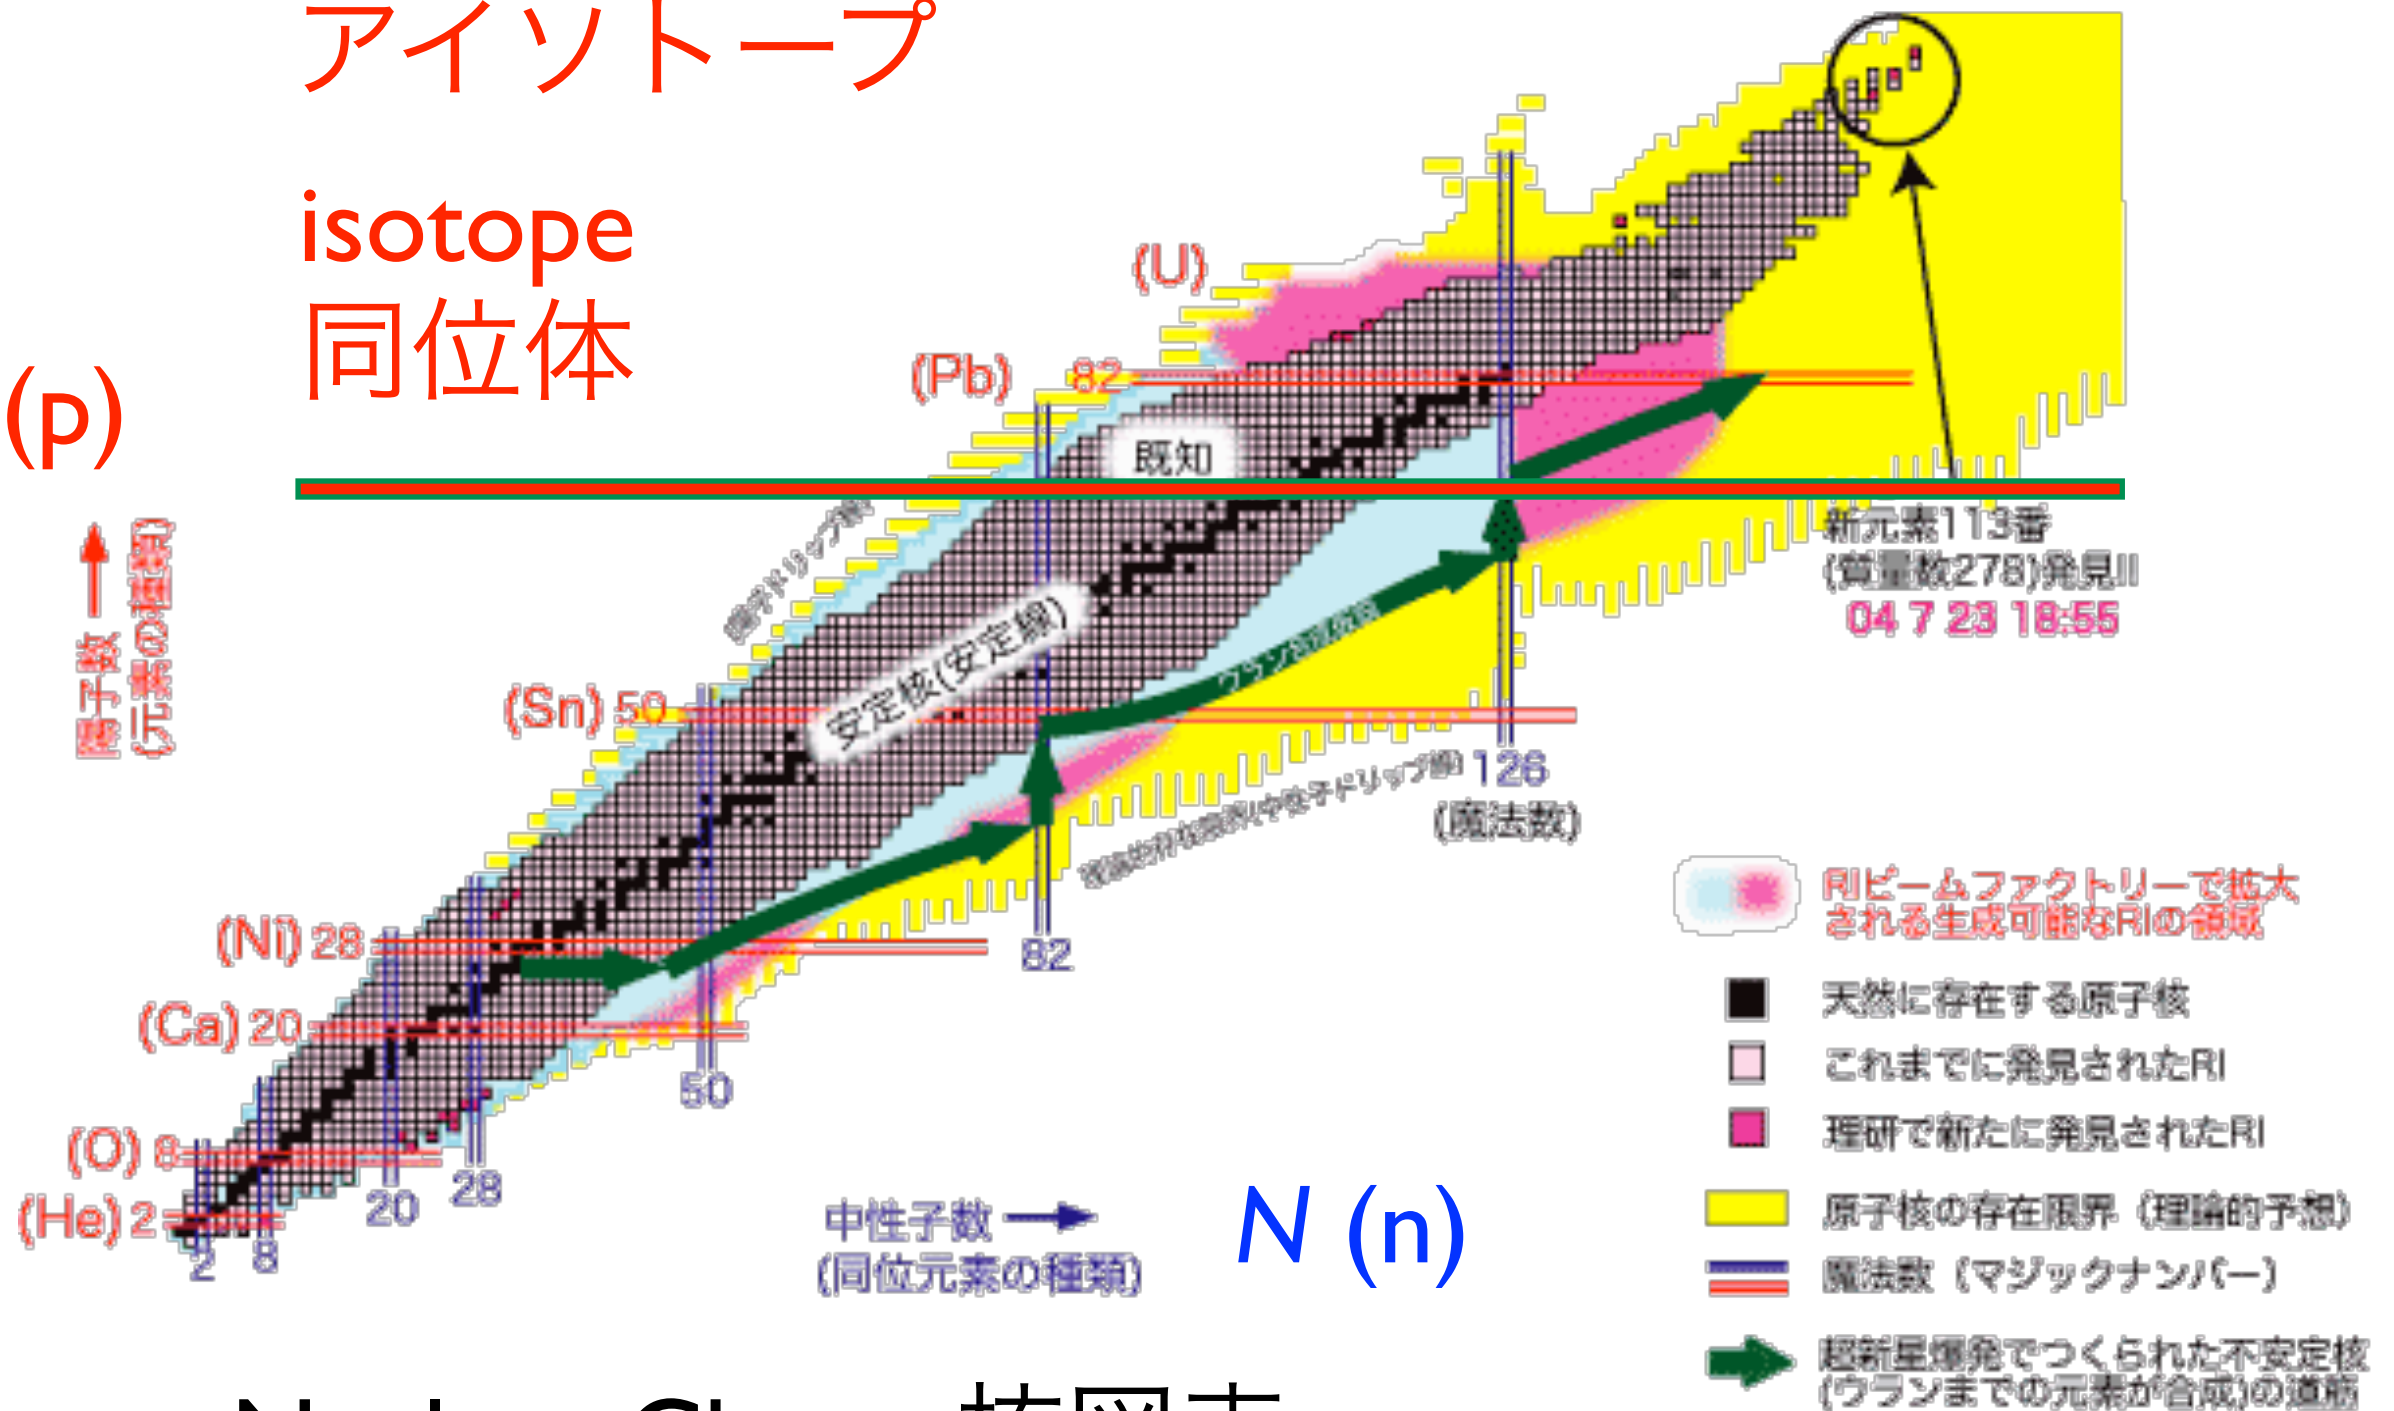 アイソトープ
isotope
同位体
(p)
陽子数
(元素の種類)
(U)
(Pb) 82
既知
安定核(安定線)
ウラン合成経路
(Sn) 50
126
(魔法数)
新元素113番
(質量数278)発見!!
04 7 23 18:55
(Ni) 28
82
(Ca) 20
50
(O) 8
20
28
(He) 2
2
8
中性子数
(同位元素の種類)
N (n)
RIビームファクトリーで拡大
される生成可能なRIの領域
天然に存在する原子核
これまでに発見されたRI
理研で新たに発見されたRI
原子核の存在限界 (理論的予想)
魔法数 (マジックナンバー)
超新星爆発でつくられた不安定核
(ウランまでの元素が合成)の道筋
核図表